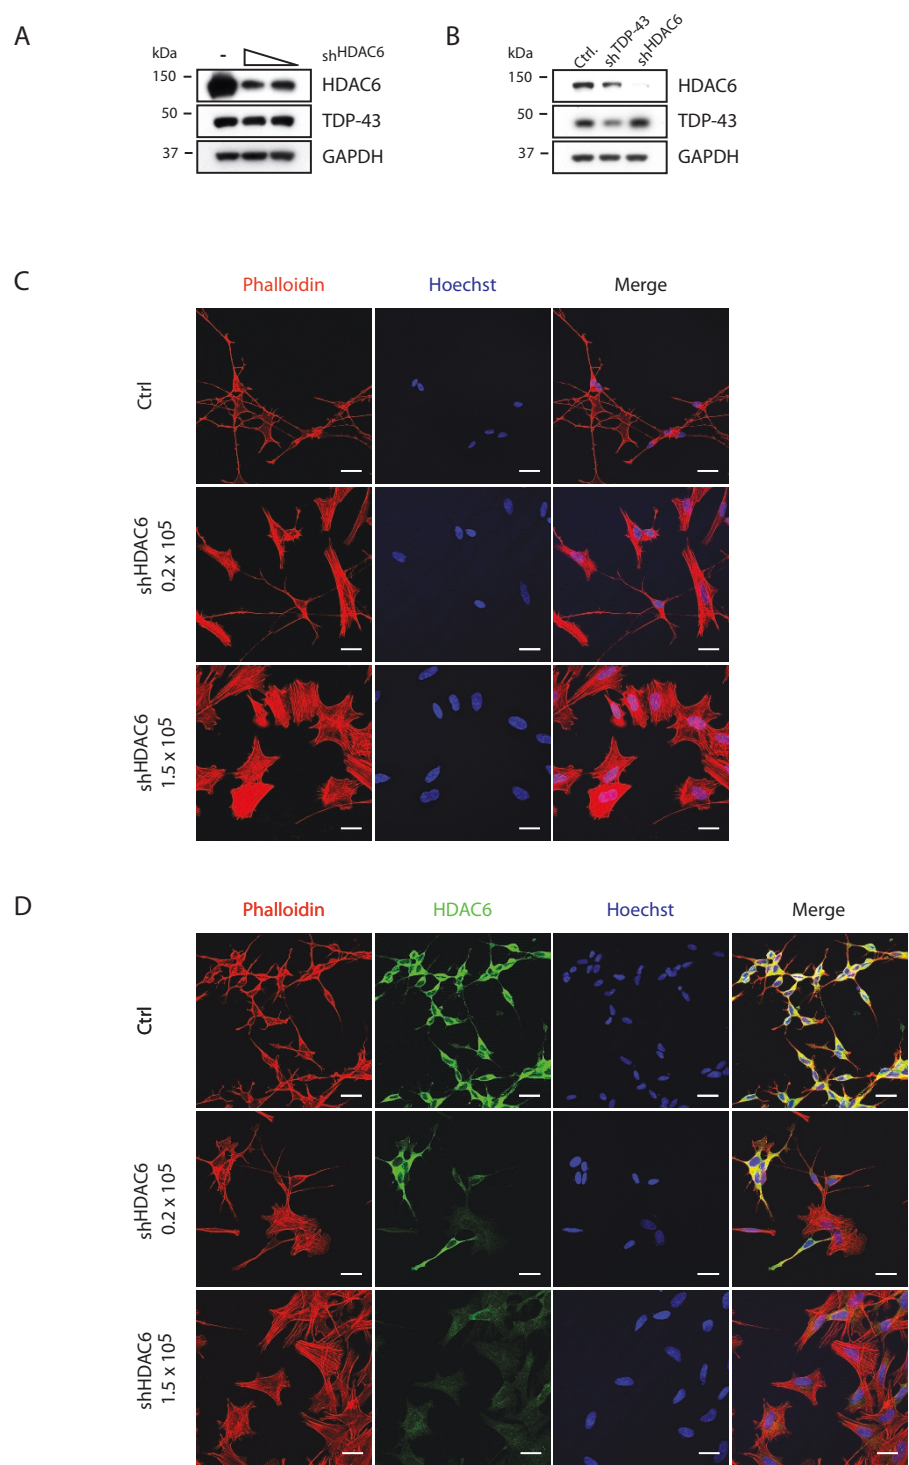 A
kDa
-
shHDAC6
150
HDAC6
50
TDP-43
37
GAPDH
B
kDa
Ctrl.
shTDP-43
shHDAC6
150
HDAC6
50
TDP-43
37
GAPDH
C
Phalloidin
Hoechst
Merge
Ctrl
shHDAC6
0.2 x 10⁵
shHDAC6
1.5 x 10⁵
D
Phalloidin
HDAC6
Hoechst
Merge
Ctrl
shHDAC6
0.2 x 10⁵
shHDAC6
1.5 x 10⁵